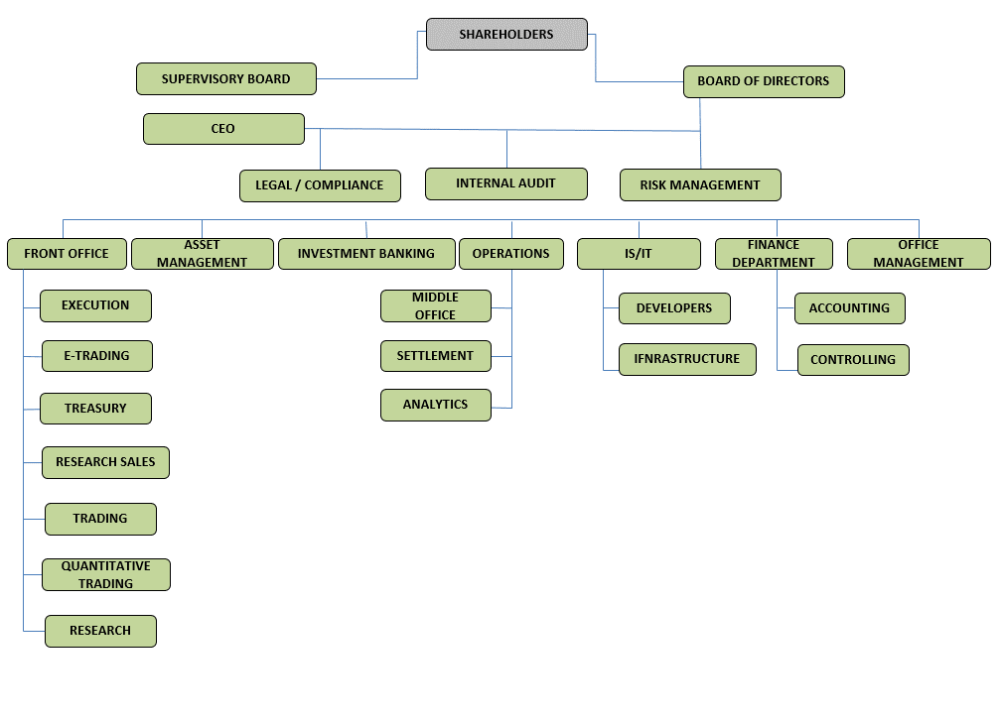 SHAREHOLDERS
SUPERVISORY BOARD
BOARD OF DIRECTORS
CEO
LEGAL / COMPLIANCE
INTERNAL AUDIT
RISK MANAGEMENT
FRONT OFFICE
ASSET
MANAGEMENT
INVESTMENT BANKING
OPERATIONS
IS/IT
FINANCE
DEPARTMENT
OFFICE
MANAGEMENT
EXECUTION
E-TRADING
TREASURY
RESEARCH SALES
TRADING
QUANTITATIVE
TRADING
RESEARCH
MIDDLE
OFFICE
SETTLEMENT
ANALYTICS
DEVELOPERS
IFNRASTRUCTURE
ACCOUNTING
CONTROLLING